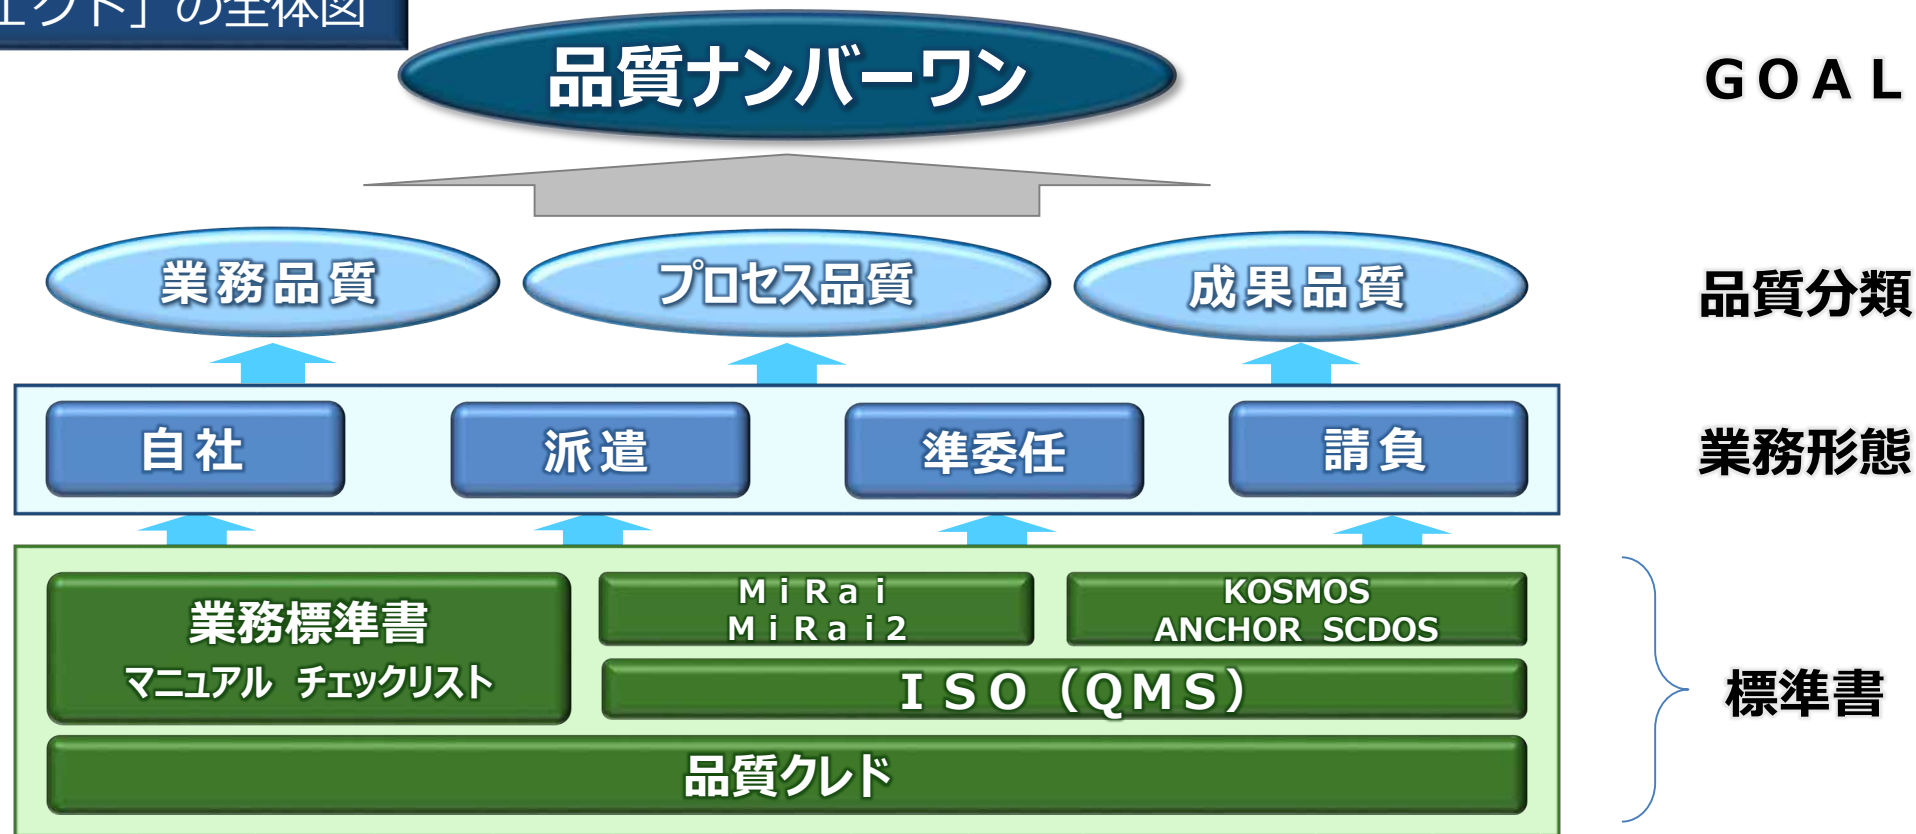 ェクト」の全体図
品質ナンバーワン
GOAL
業務品質
プロセス品質
成果品質
品質分類
自社
派遣
準委任
請負
業務形態
業務標準書
マニュアル チェックリスト
MiRai
MiRai2
KOSMOS
ANCHOR SCDOS
ISO（QMS）
標準書
品質クレド